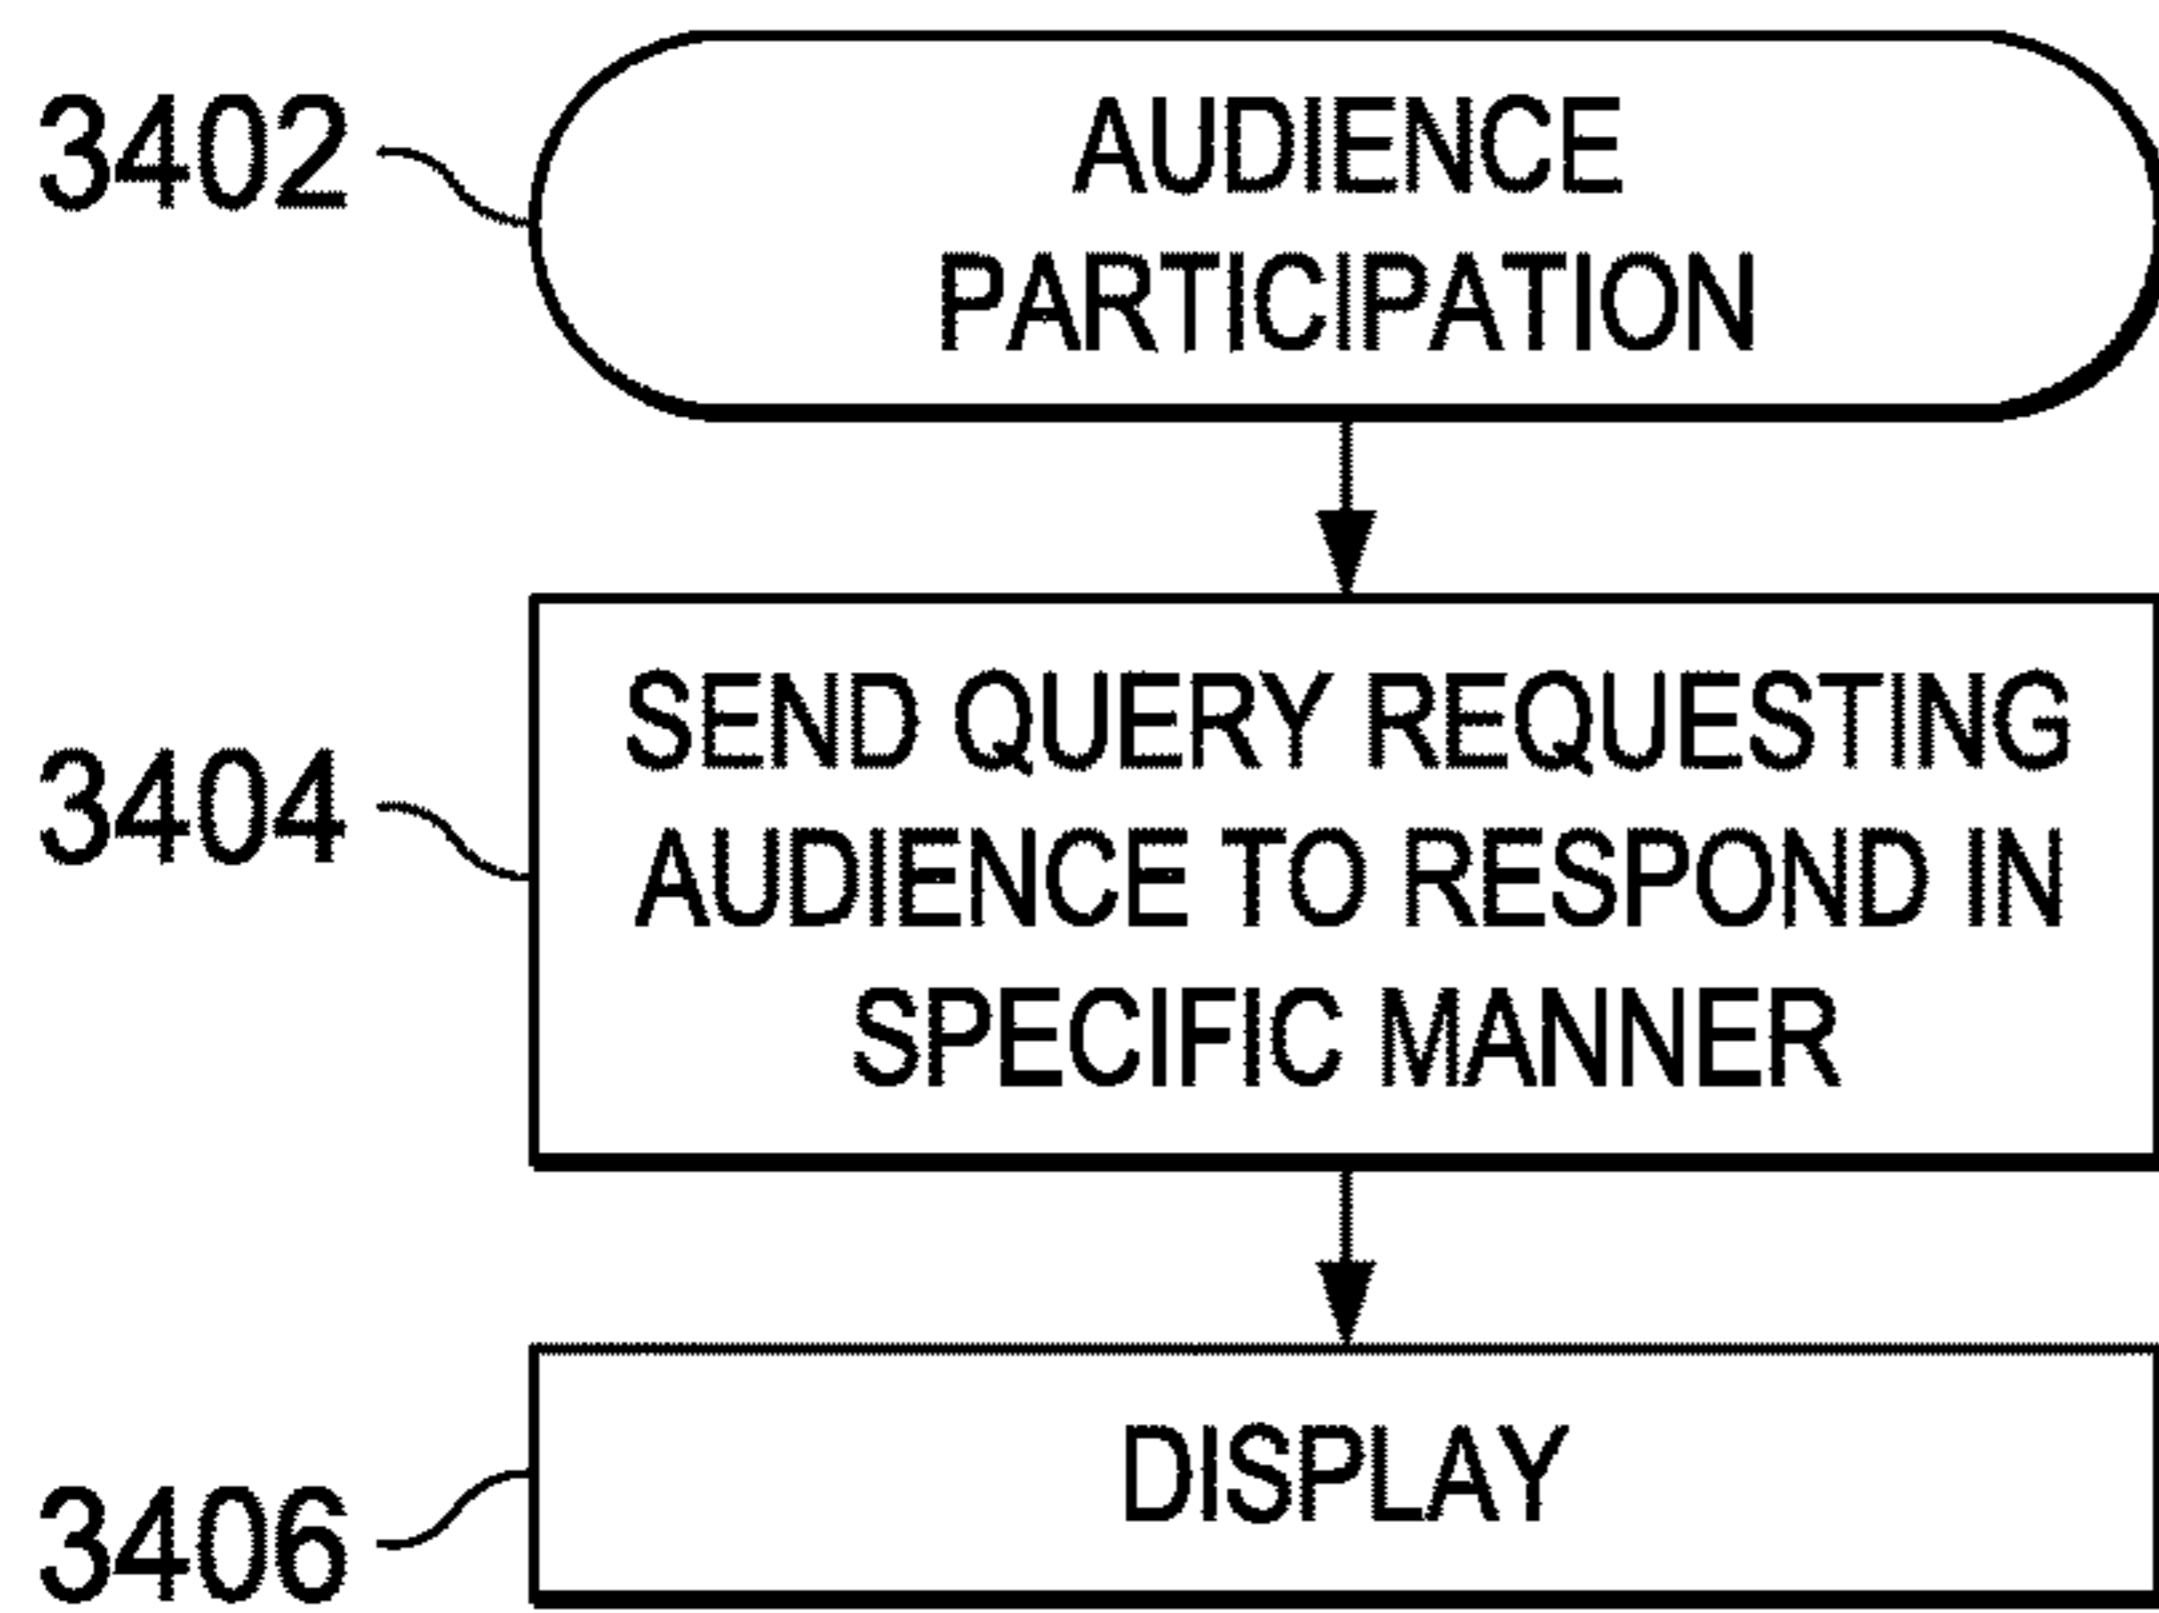 3402
AUDIENCE
PARTICIPATION
3404
SEND QUERY REQUESTING
AUDIENCE TO RESPOND IN
SPECIFIC MANNER
3406
DISPLAY